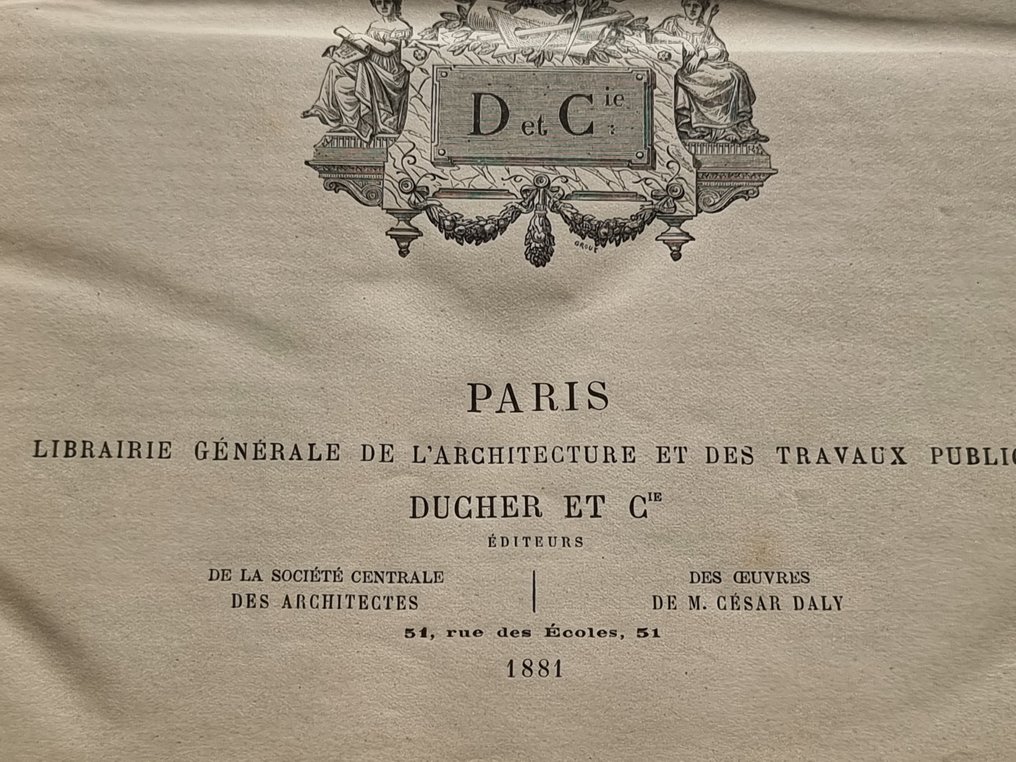 D et Cie:
GROUT
PARIS
LIBRAIRIE GÉNÉRALE DE L'ARCHITECTURE ET DES TRAVAUX PUBLIC
DUCHER ET CIE
ÉDITEURS
DE LA SOCIÉTÉ CENTRALE
DES ARCHITECTES
DES ŒUVRES
DE M. CÉSAR DALY
51, rue des Écoles, 51
1881